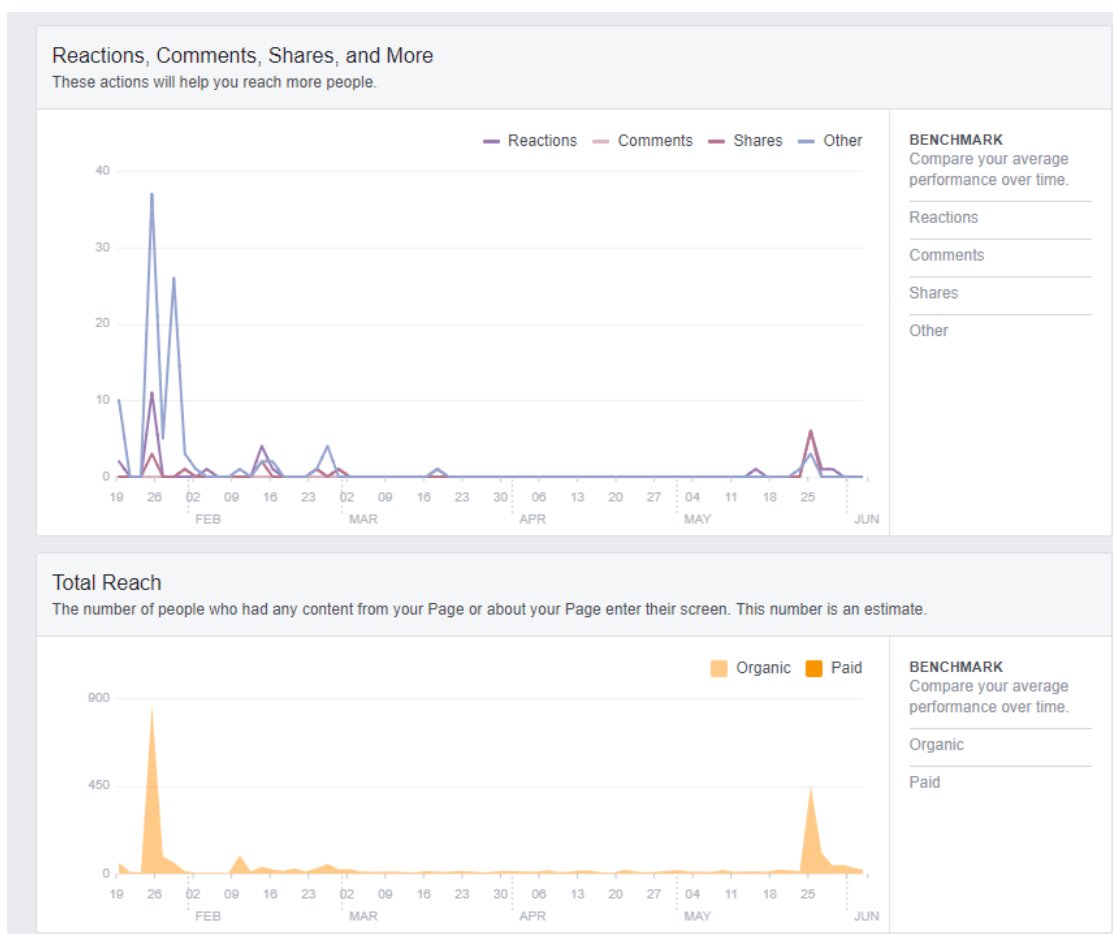 Reactions, Comments, Shares, and More
These actions will help you reach more people.
Reactions Comments Shares Other
40
30
20
10
0
19 26 02 09 16 23 02 09 16 23 30 06 13 20 27 04 11 18 25
FEB MAR APR MAY JUN
BENCHMARK
Compare your average
performance over time.
Reactions
Comments
Shares
Other
Total Reach
The number of people who had any content from your Page or about your Page enter their screen. This number is an estimate.
Organic Paid
900
450
0
19 26 02 09 16 23 02 09 16 23 30 06 13 20 27 04 11 18 25
FEB MAR APR MAY JUN
BENCHMARK
Compare your average
performance over time.
Organic
Paid